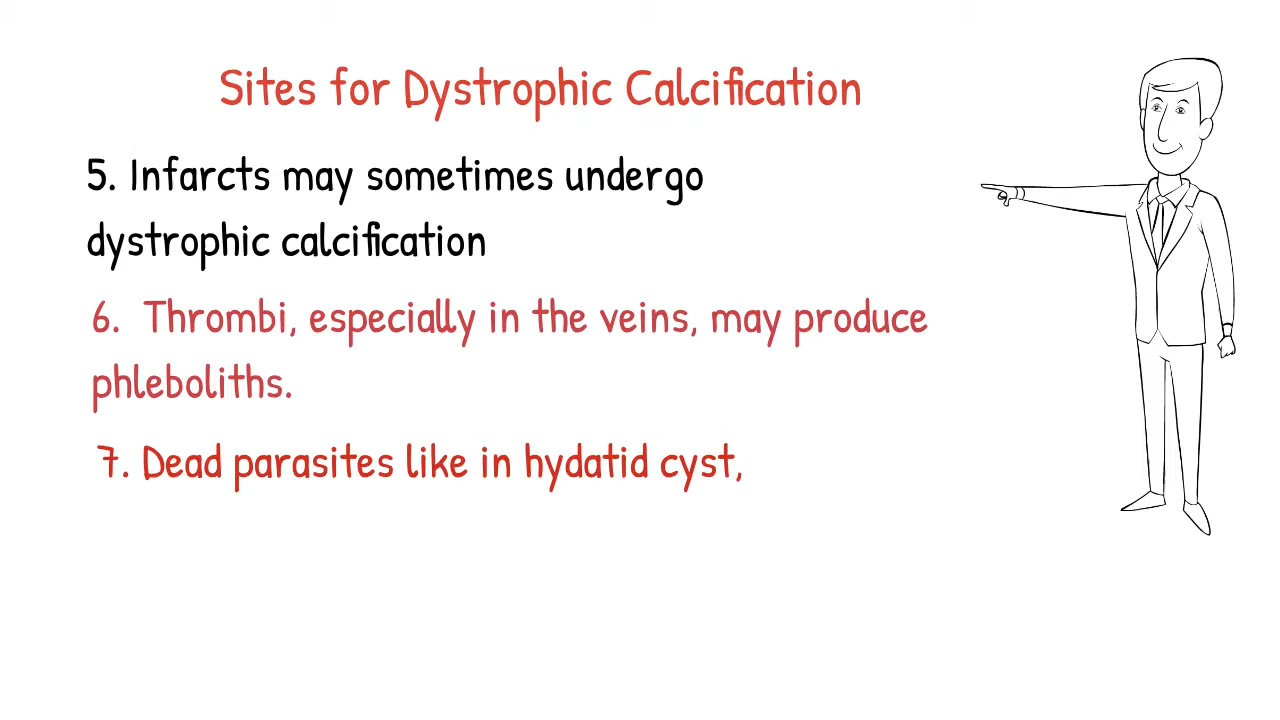 Sites for Dystrophic Calcification
5. Infarcts may sometimes undergo
dystrophic calcification
6. Thrombi, especially in the veins, may produce
phleboliths.
7. Dead parasites like in hydatid cyst,